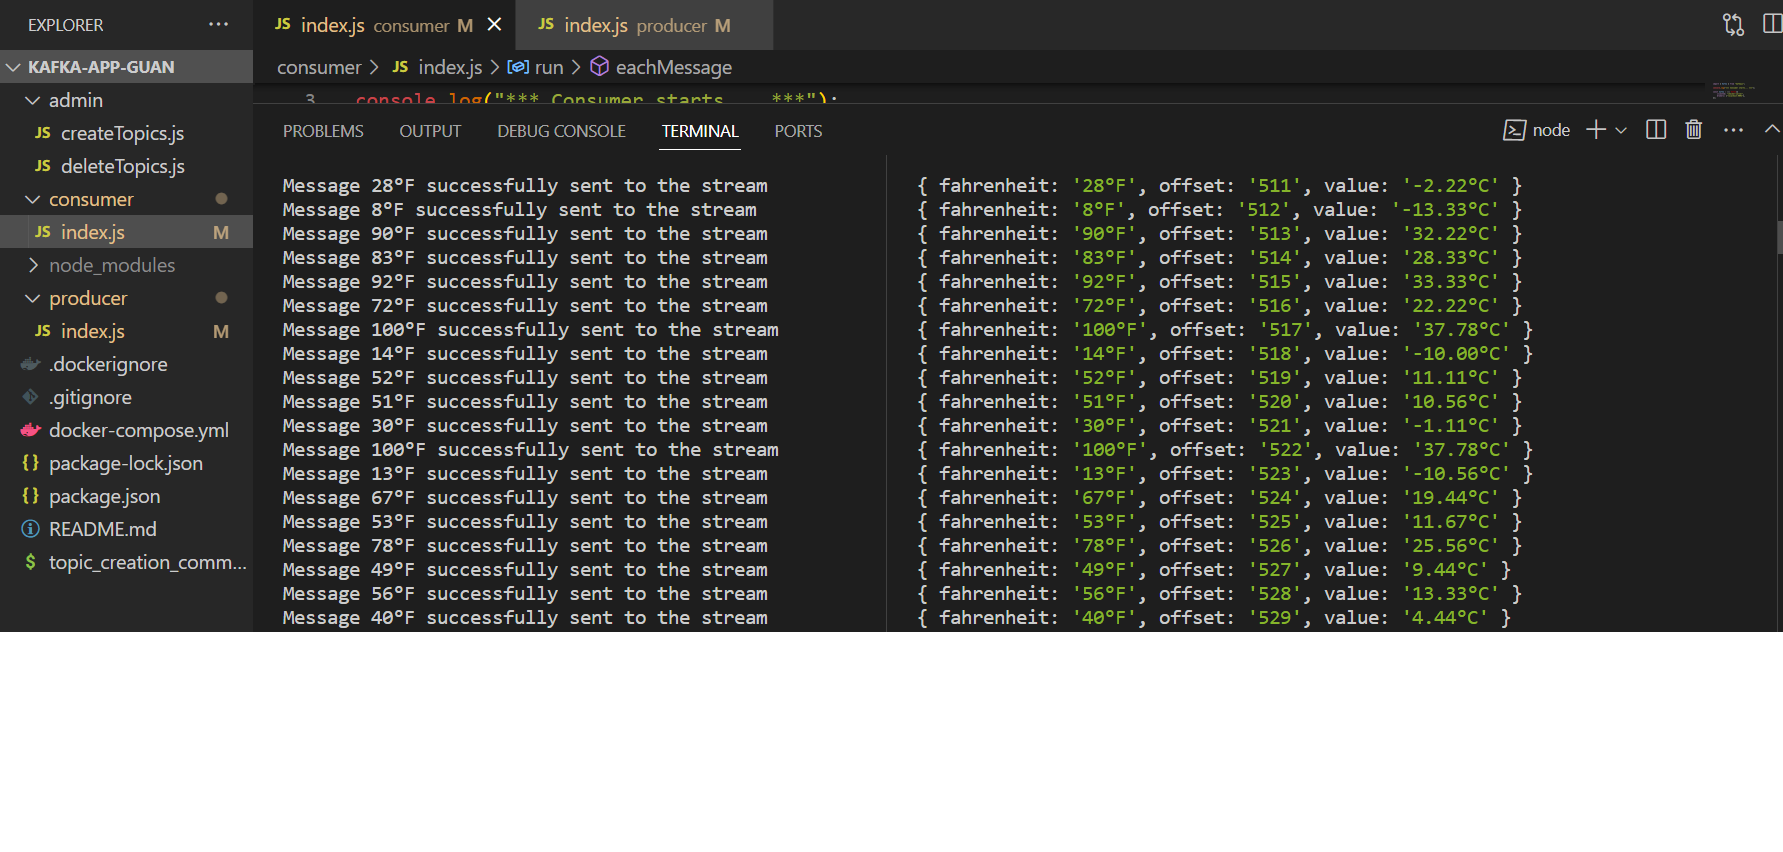 EXPLORER
KAFKA-APP-GUAN
admin
JS createTopics.js
JS deleteTopics.js
consumer
JS index.js M
node_modules
producer
JS index.js M
.dockerignore
.gitignore
docker-compose.yml
{} package-lock.json
{} package.json
README.md
$ topic_creation_comm...
JS index.js consumer M
JS index.js producer M
consumer > JS index.js > run > eachMessage
3 console.log("*** Consumer starts... ***");
PROBLEMS OUTPUT DEBUG CONSOLE TERMINAL PORTS
node
Message 28°F successfully sent to the stream
Message 8°F successfully sent to the stream
Message 90°F successfully sent to the stream
Message 83°F successfully sent to the stream
Message 92°F successfully sent to the stream
Message 72°F successfully sent to the stream
Message 100°F successfully sent to the stream
Message 14°F successfully sent to the stream
Message 52°F successfully sent to the stream
Message 51°F successfully sent to the stream
Message 30°F successfully sent to the stream
Message 100°F successfully sent to the stream
Message 13°F successfully sent to the stream
Message 67°F successfully sent to the stream
Message 53°F successfully sent to the stream
Message 78°F successfully sent to the stream
Message 49°F successfully sent to the stream
Message 56°F successfully sent to the stream
Message 40°F successfully sent to the stream
{ fahrenheit: '28°F', offset: '511', value: '-2.22°C' }
{ fahrenheit: '8°F', offset: '512', value: '-13.33°C' }
{ fahrenheit: '90°F', offset: '513', value: '32.22°C' }
{ fahrenheit: '83°F', offset: '514', value: '28.33°C' }
{ fahrenheit: '92°F', offset: '515', value: '33.33°C' }
{ fahrenheit: '72°F', offset: '516', value: '22.22°C' }
{ fahrenheit: '100°F', offset: '517', value: '37.78°C' }
{ fahrenheit: '14°F', offset: '518', value: '-10.00°C' }
{ fahrenheit: '52°F', offset: '519', value: '11.11°C' }
{ fahrenheit: '51°F', offset: '520', value: '10.56°C' }
{ fahrenheit: '30°F', offset: '521', value: '-1.11°C' }
{ fahrenheit: '100°F', offset: '522', value: '37.78°C' }
{ fahrenheit: '13°F', offset: '523', value: '-10.56°C' }
{ fahrenheit: '67°F', offset: '524', value: '19.44°C' }
{ fahrenheit: '53°F', offset: '525', value: '11.67°C' }
{ fahrenheit: '78°F', offset: '526', value: '25.56°C' }
{ fahrenheit: '49°F', offset: '527', value: '9.44°C' }
{ fahrenheit: '56°F', offset: '528', value: '13.33°C' }
{ fahrenheit: '40°F', offset: '529', value: '4.44°C' }